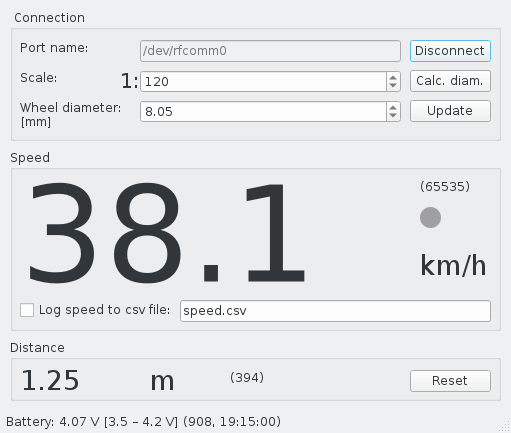 Connection
Port name: /dev/rfcomm0 Disconnect
Scale: 1: 120 Calc. diam.
Wheel diameter: 8.05 Update
[mm]
Speed
38.1 (65535)
km/h
Log speed to csv file: speed.csv
Distance
1.25 m (394) Reset
Battery: 4.07 V [3.5 – 4.2 V] (908, 19:15:00)